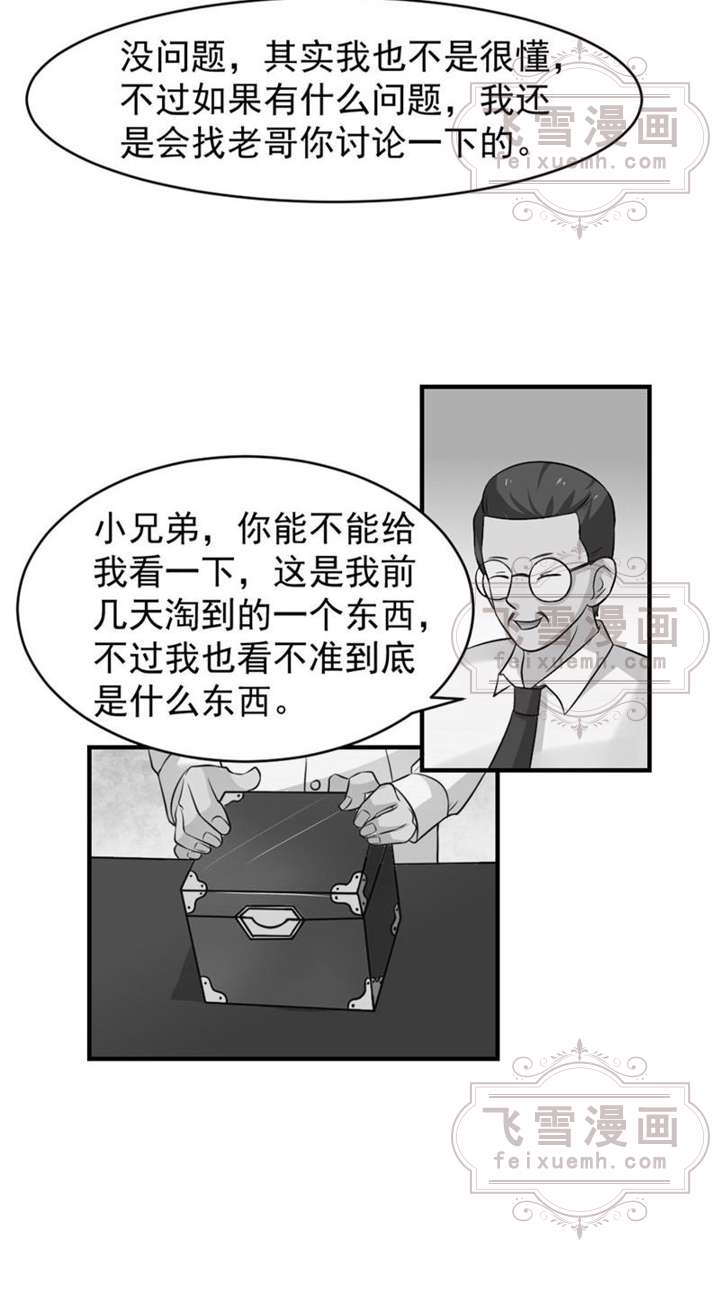 没问题，其实我也不是很懂，
不过如果有什么问题，我还
是会找老哥你讨论一下的。
飞雪漫画
feixuemh.com
小兄弟，你能不能给
我看一下，这是我前
几天淘到的一个东西，
不过我也看不准到底
是什么东西。
飞雪漫画
feixuemh.com
飞雪漫画
feixuemh.com